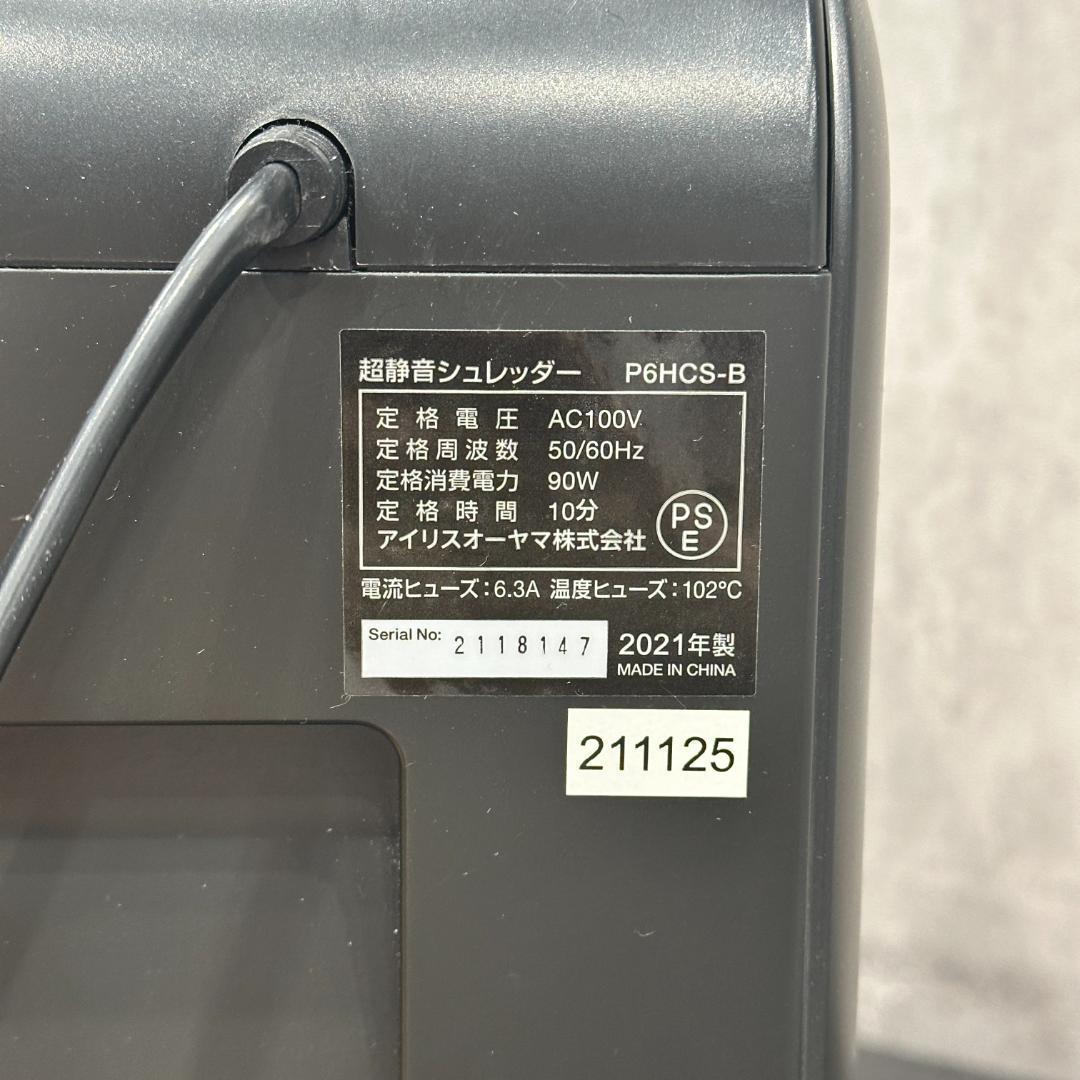 超静音シュレッダー P6HCS-B
定格電圧 AC100V
定格周波数 50/60Hz
定格消費電力 90W
定格時間 10分
アイリスオーヤマ株式会社
PS
E
電流ヒューズ:6.3A 温度ヒューズ:102℃
Serial No: 2118147
2021年製
MADE IN CHINA
211125